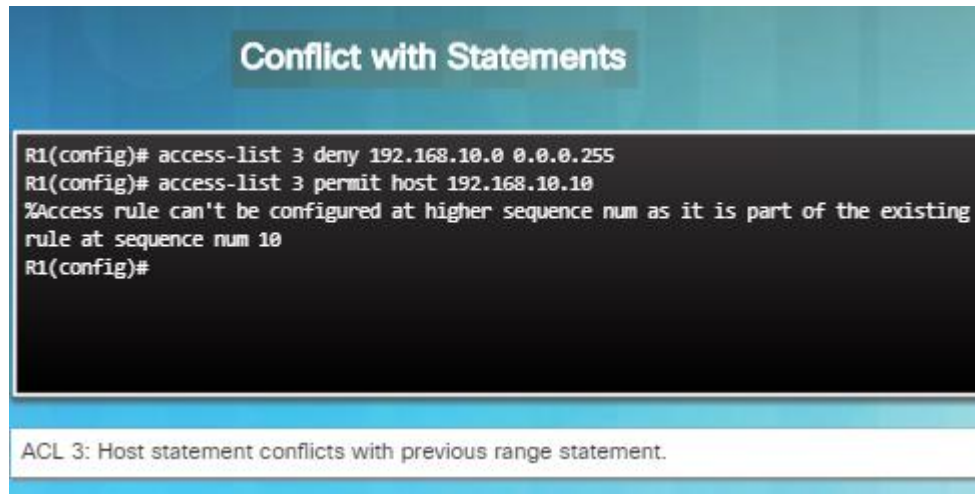 Conflict with Statements
R1(config)# access-list 3 deny 192.168.10.0 0.0.0.255
R1(config)# access-list 3 permit host 192.168.10.10
%Access rule can't be configured at higher sequence num as it is part of the existing
rule at sequence num 10
R1(config)#
ACL 3: Host statement conflicts with previous range statement.